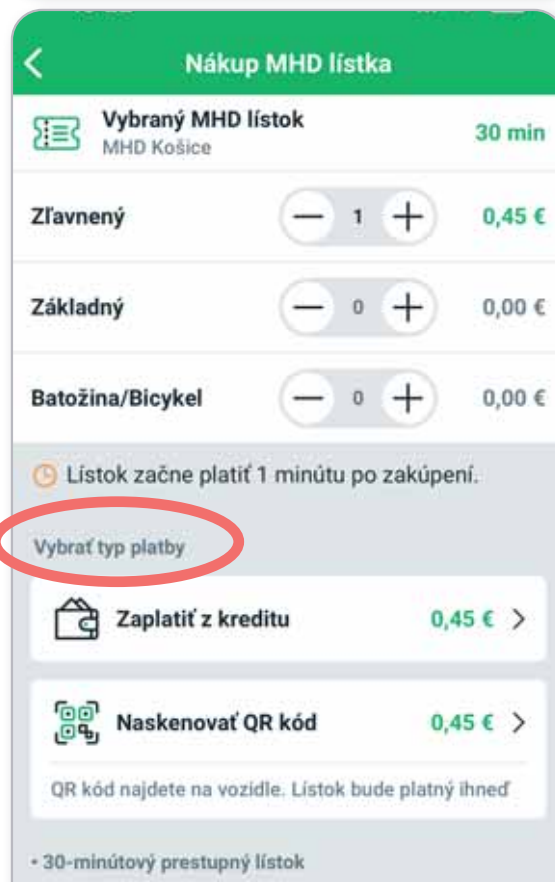 Nákup MHD lístka
Vybraný MHD lístok
MHD Košice
30 min
Zľavnený
1
0,45 €
Základný
0
0,00 €
Batožina/Bicykel
0
0,00 €
Lístok začne platiť 1 minútu po zakúpení.
Vybrať typ platby
Zaplatiť z kreditu
0,45 €
Naskenovať QR kód
0,45 €
QR kód najdete na vozidle. Lístok bude platný ihneď
• 30-minútový prestupný lístok